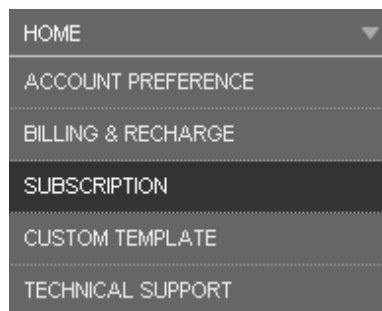 HOME
ACCOUNT PREFERENCE
BILLING & RECHARGE
SUBSCRIPTION
CUSTOM TEMPLATE
TECHNICAL SUPPORT